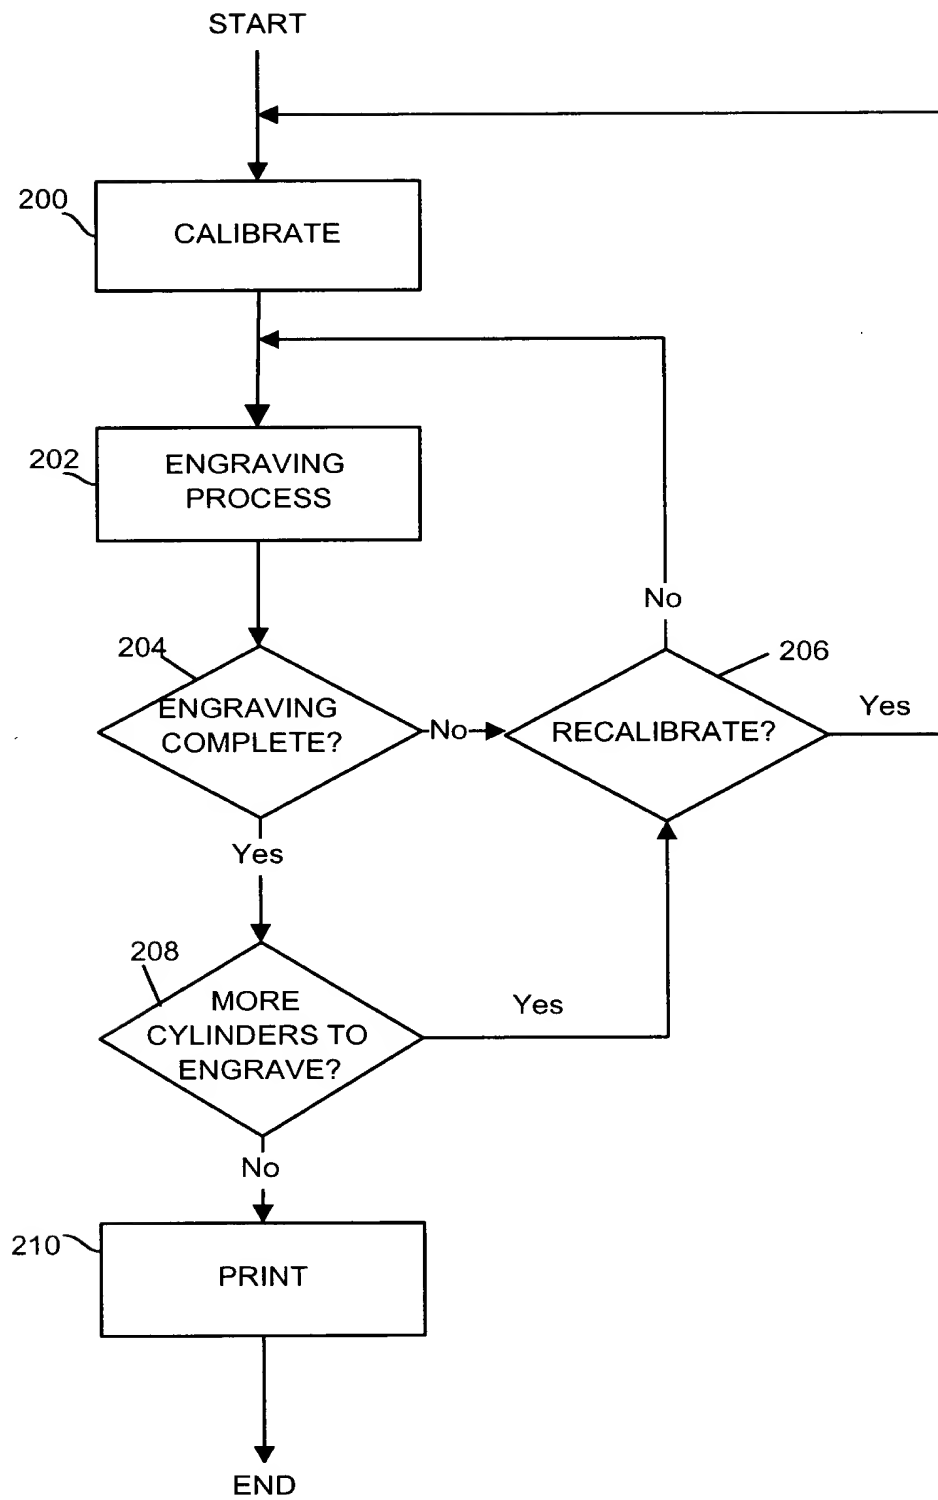 START
200
CALIBRATE
202
ENGRAVING
PROCESS
No
204
206
ENGRAVING
COMPLETE?
No
RECALIBRATE?
Yes
Yes
208
MORE
CYLINDERS TO
ENGRAVE?
Yes
No
210
PRINT
END